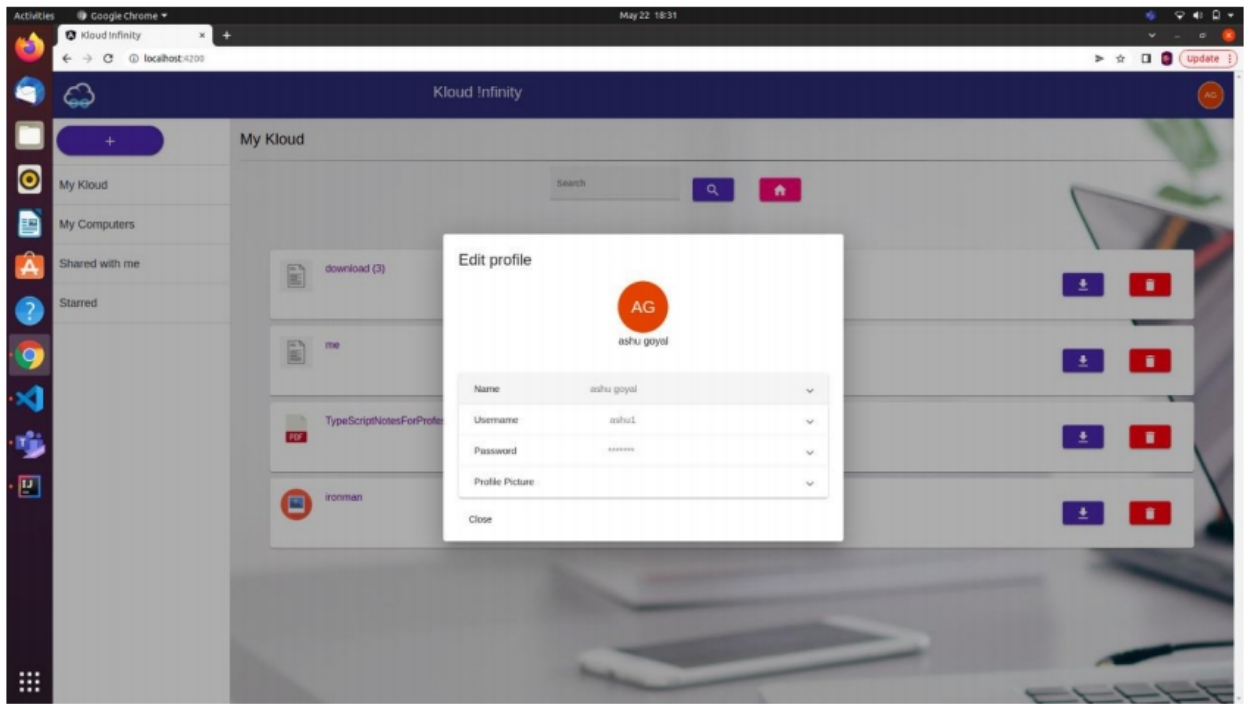 Activities Google Chrome May 22 18:31
Kloud Infinity
localhost:4200 Update
Kloud !nfinity AG
+ My Kloud
Search
My Kloud
My Computers
Shared with me
Starred
download (3)
me
TypeScriptNotesForProfes
PDF
ironman
Edit profile
AG
ashu goyal
Name ashu goyal
Username ashu1
Password *******
Profile Picture
Close